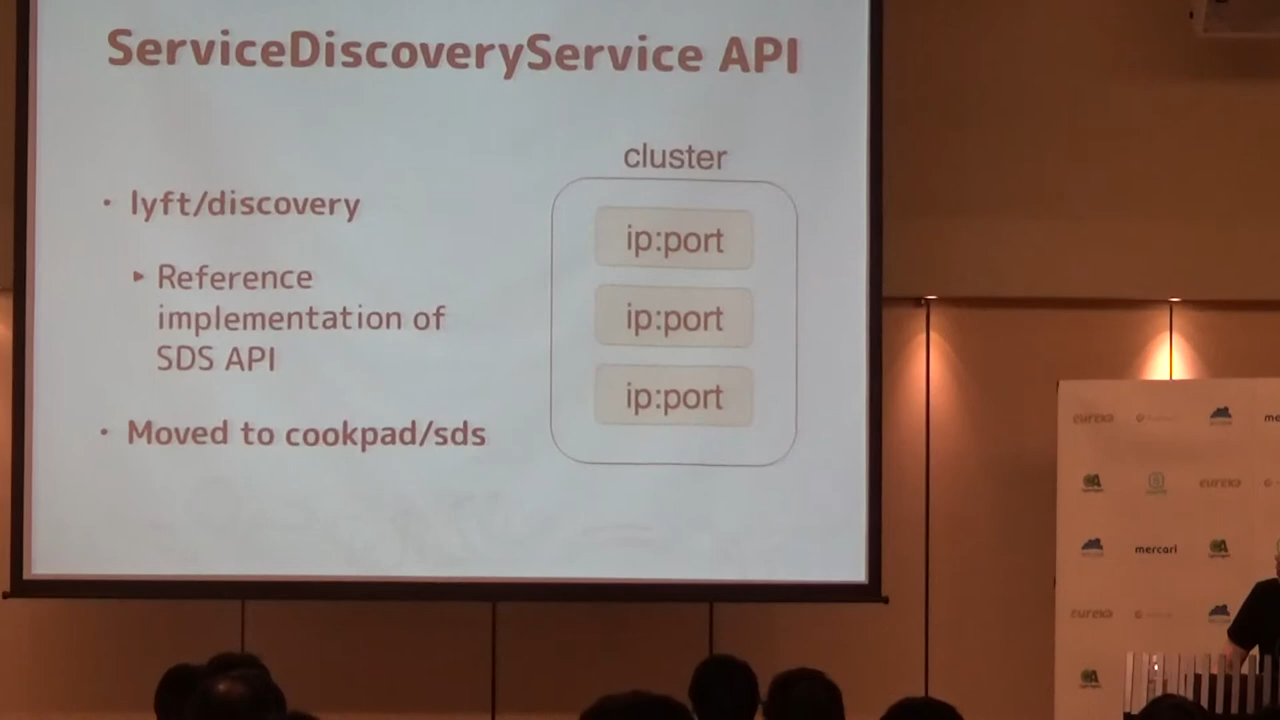 ServiceDiscoveryService API
cluster
• lyft/discovery
▸ Reference
implementation of
SDS API
• Moved to cookpad/sds
ip:port
ip:port
ip:port
eureka
me
eureka
mercari
eureka